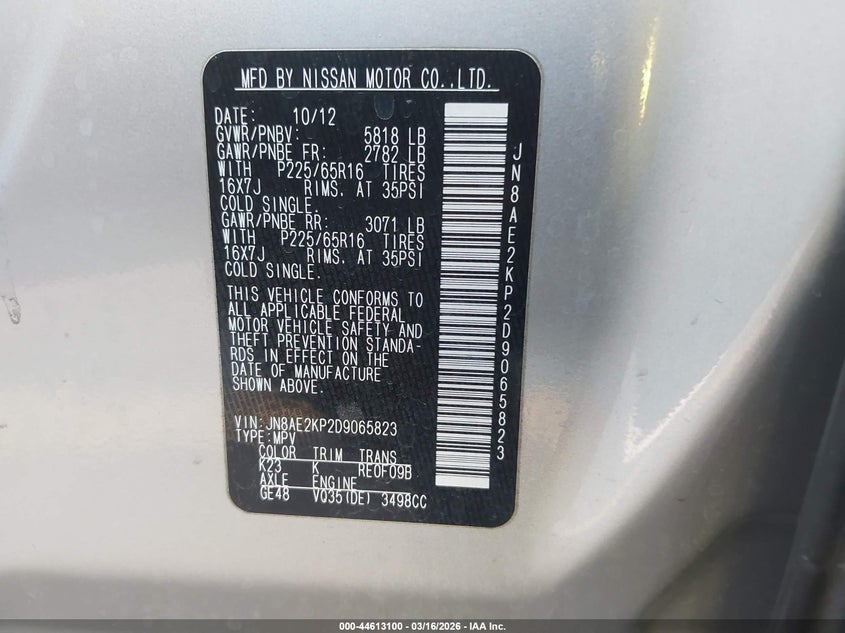 MFD BY NISSAN MOTOR CO.,LTD.
DATE: 10/12
GVWR/PNBV: 5818 LB
GAWR/PNBE FR: 2782 LB
WITH P225/65R16 TIRES
16X7J RIMS. AT 35PSI
COLD SINGLE.
GAWR/PNBE RR: 3071 LB
WITH P225/65R16 TIRES
16X7J RIMS. AT 35PSI
COLD SINGLE.
THIS VEHICLE CONFORMS TO
ALL APPLICABLE FEDERAL
MOTOR VEHICLE SAFETY AND
THEFT PREVENTION STANDA-
RDS IN EFFECT ON THE
DATE OF MANUFACTURE
SHOWN ABOVE.
VIN: JN8AE2KP2D9065823
TYPE: MPV
COLOR TRIM TRANS
K23 K RE0F09B
AXLE ENGINE
GE48 VQ35(DE) 3498CC
JN8AE2KP2D9065823
000-44613100 - 03/16/2026 - IAA Inc.